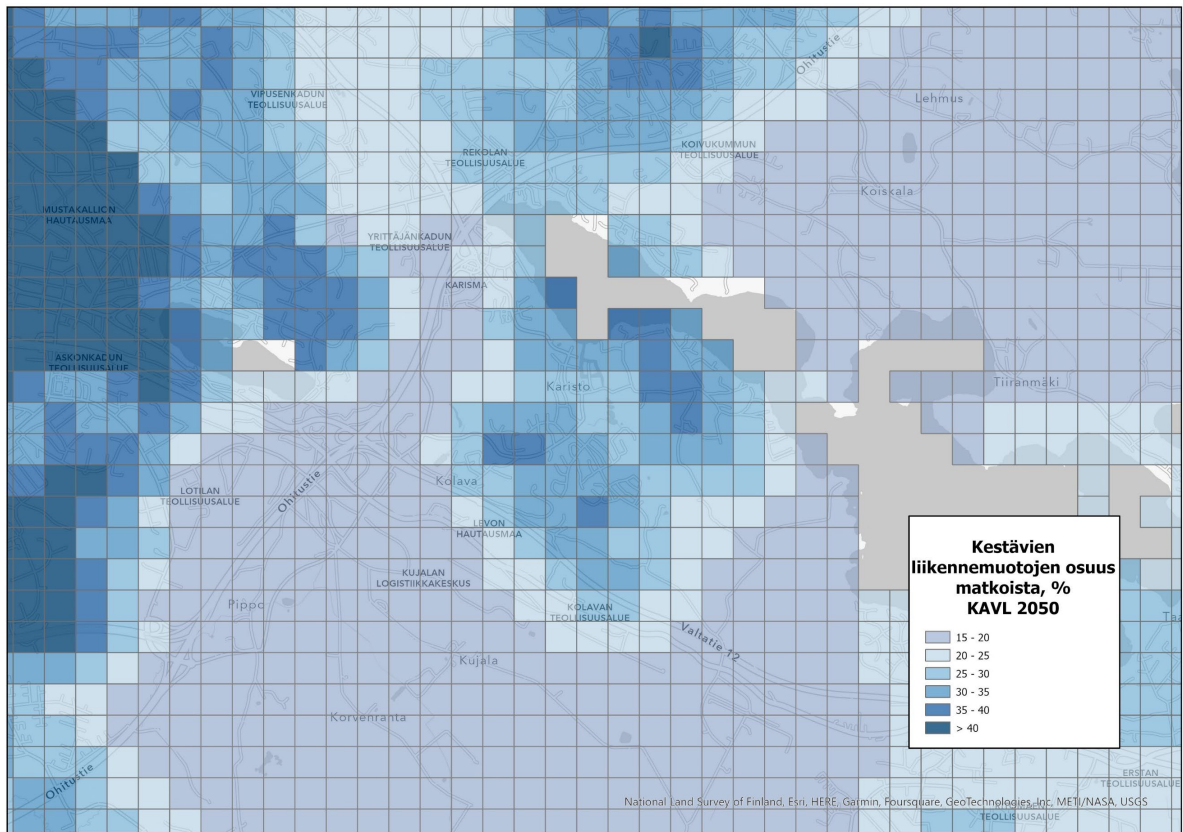 Ohitustie
Lehmus
VIPUSENKADUN
TEOLLISUUSALUE
REKOLAN
TEOLLISUUSALUE
KOIVUKUMMUN
TEOLLISUUSALUE
Koiskala
MUSTAKALLION
HAUTAUSMAA
YRITTÄJÄNKADUN
TEOLLISUUSALUE
KARISMA
ASKONKADUN
TEOLLISUUSALUE
Karisto
Tiiranmäki
Kolava
LOTILAN
TEOLLISUUSALUE
Ohitustie
LEVON
HAUTAUSMAA
KUJALAN
LOGISTIIKKAKESKUS
Pippo
KOLAVAN
TEOLLISUUSALUE
Valtatie 12
Kujala
Korvenranta
Ohitustie
Kestävien
liikennemuotojen osuus
matkoista, %
KAVL 2050
15 - 20
20 - 25
25 - 30
30 - 35
35 - 40
> 40
Taa
ERSTAN
TEOLLISUUSALUE
TEOLLISUUSALUE
National Land Survey of Finland, Esri, HERE, Garmin, Foursquare, GeoTechnologies, Inc, METI/NASA, USGS